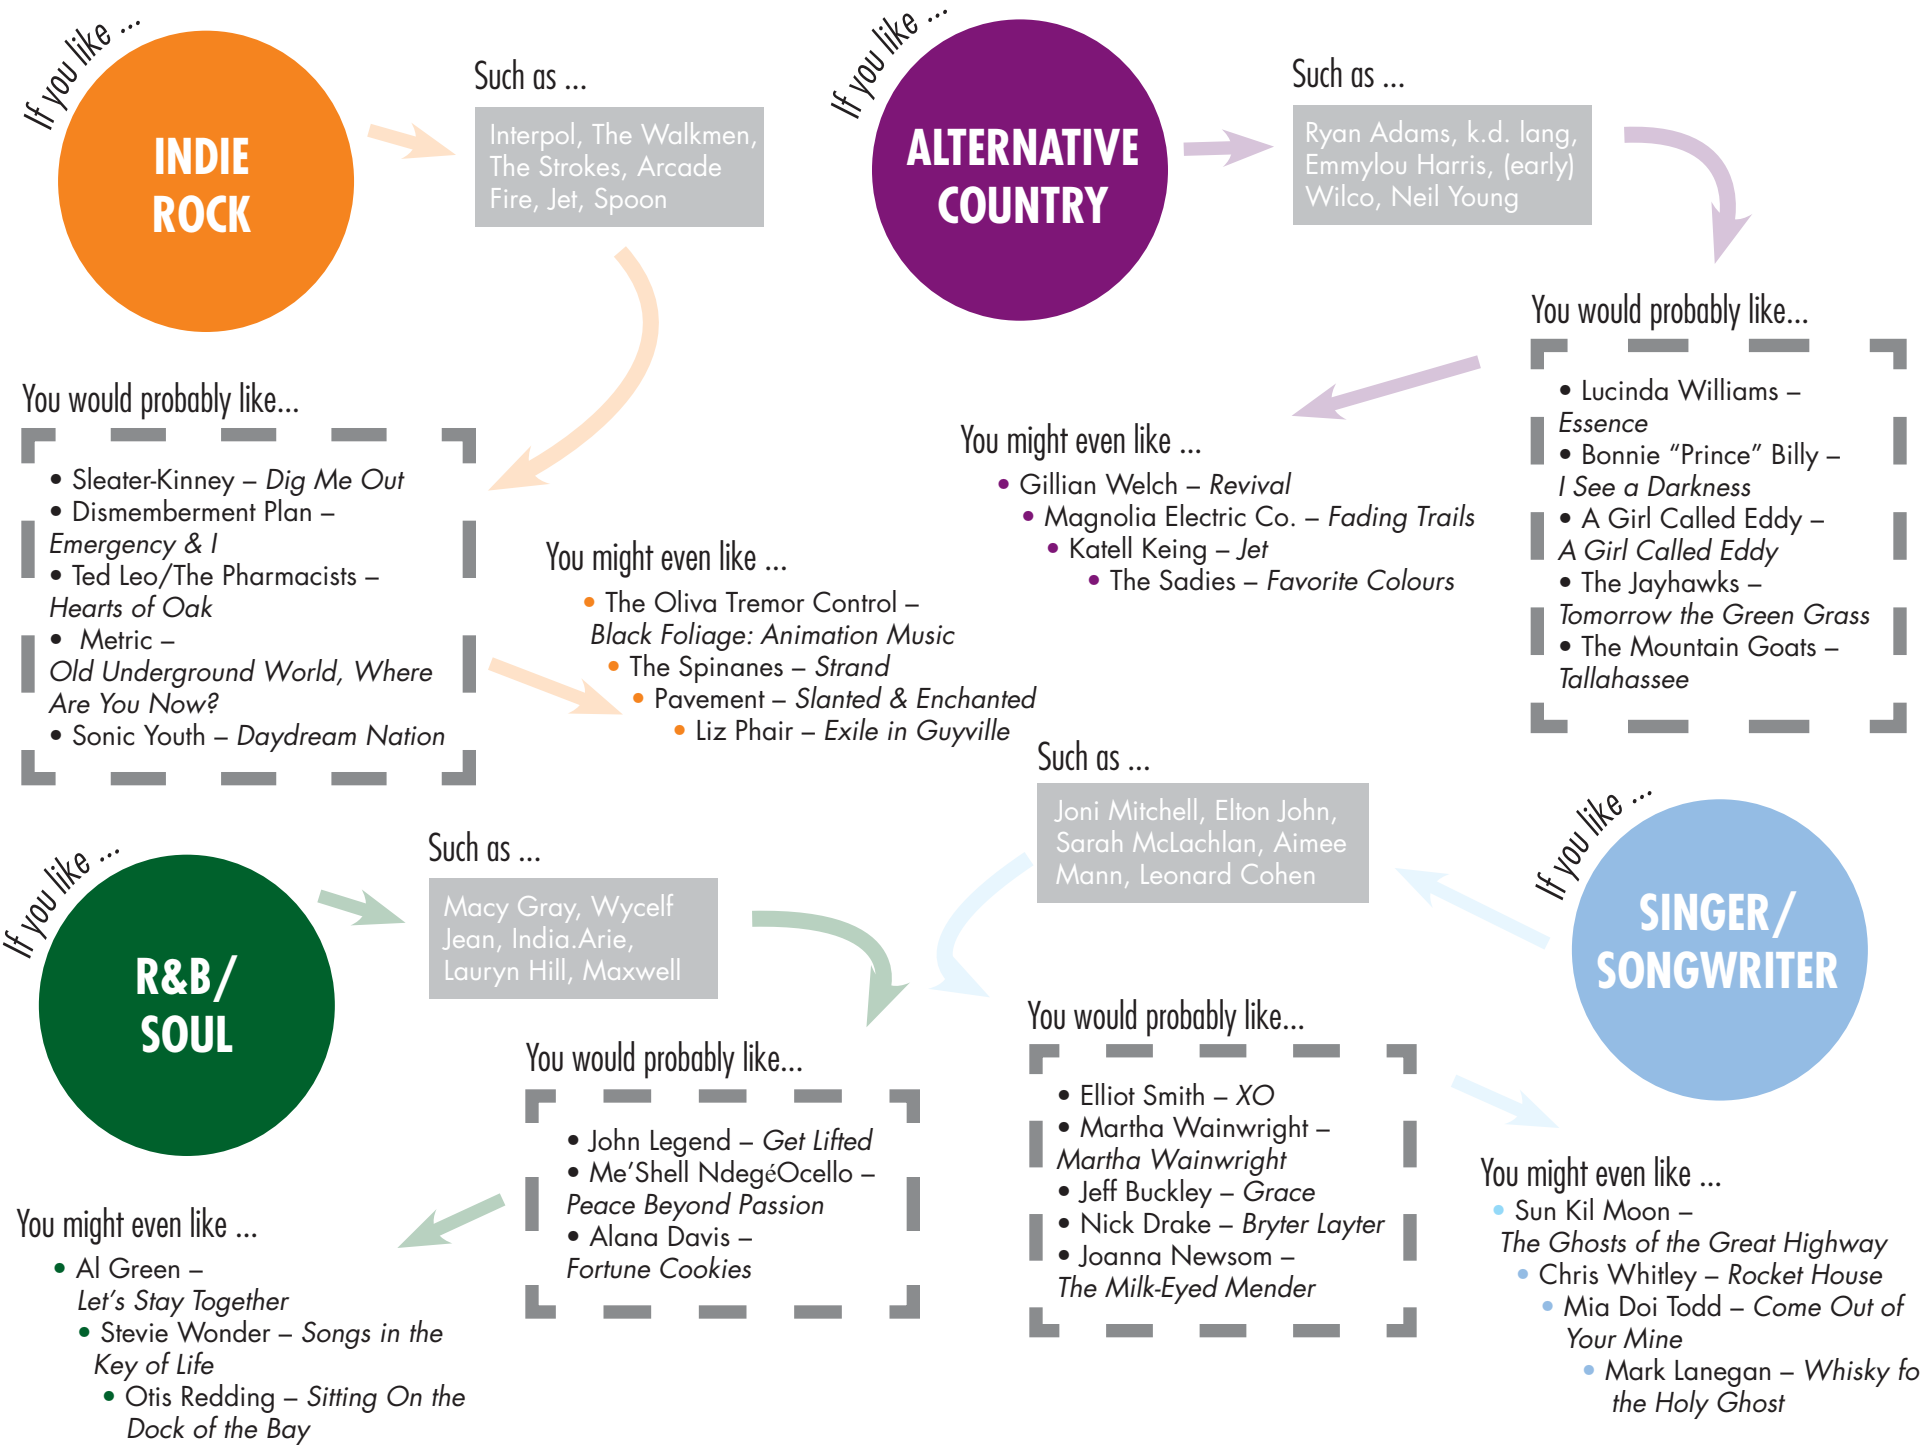 If you like ...
INDIE
ROCK
Such as ...
Interpol, The Walkmen,
The Strokes, Arcade
Fire, Jet, Spoon
You would probably like...
• Sleater-Kinney – Dig Me Out
• Dismemberment Plan –
Emergency & I
• Ted Leo/The Pharmacists –
Hearts of Oak
• Metric –
Old Underground World, Where
Are You Now?
• Sonic Youth – Daydream Nation
You might even like ...
• The Oliva Tremor Control –
Black Foliage: Animation Music
• The Spinanes – Strand
• Pavement – Slanted & Enchanted
• Liz Phair – Exile in Guyville
If you like ...
ALTERNATIVE
COUNTRY
Such as ...
Ryan Adams, k.d. lang,
Emmylou Harris, (early)
Wilco, Neil Young
You would probably like...
• Lucinda Williams –
Essence
• Bonnie “Prince” Billy –
I See a Darkness
• A Girl Called Eddy –
A Girl Called Eddy
• The Jayhawks –
Tomorrow the Green Grass
• The Mountain Goats –
Tallahassee
You might even like ...
• Gillian Welch – Revival
• Magnolia Electric Co. – Fading Trails
• Katell Keing – Jet
• The Sadies – Favorite Colours
If you like ...
R&B/
SOUL
Such as ...
Macy Gray, Wycelf
Jean, India.Arie,
Lauryn Hill, Maxwell
You would probably like...
• John Legend – Get Lifted
• Me’Shell NdegéOcello –
Peace Beyond Passion
• Alana Davis –
Fortune Cookies
You might even like ...
• Al Green –
Let’s Stay Together
• Stevie Wonder – Songs in the
Key of Life
• Otis Redding – Sitting On the
Dock of the Bay
If you like ...
SINGER/
SONGWRITER
Such as ...
Joni Mitchell, Elton John,
Sarah McLachlan, Aimee
Mann, Leonard Cohen
You would probably like...
• Elliot Smith – XO
• Martha Wainwright –
Martha Wainwright
• Jeff Buckley – Grace
• Nick Drake – Bryter Layter
• Joanna Newsom –
The Milk-Eyed Mender
You might even like ...
• Sun Kil Moon –
The Ghosts of the Great Highway
• Chris Whitley – Rocket House
• Mia Doi Todd – Come Out of
Your Mine
• Mark Lanegan – Whisky fo
the Holy Ghost